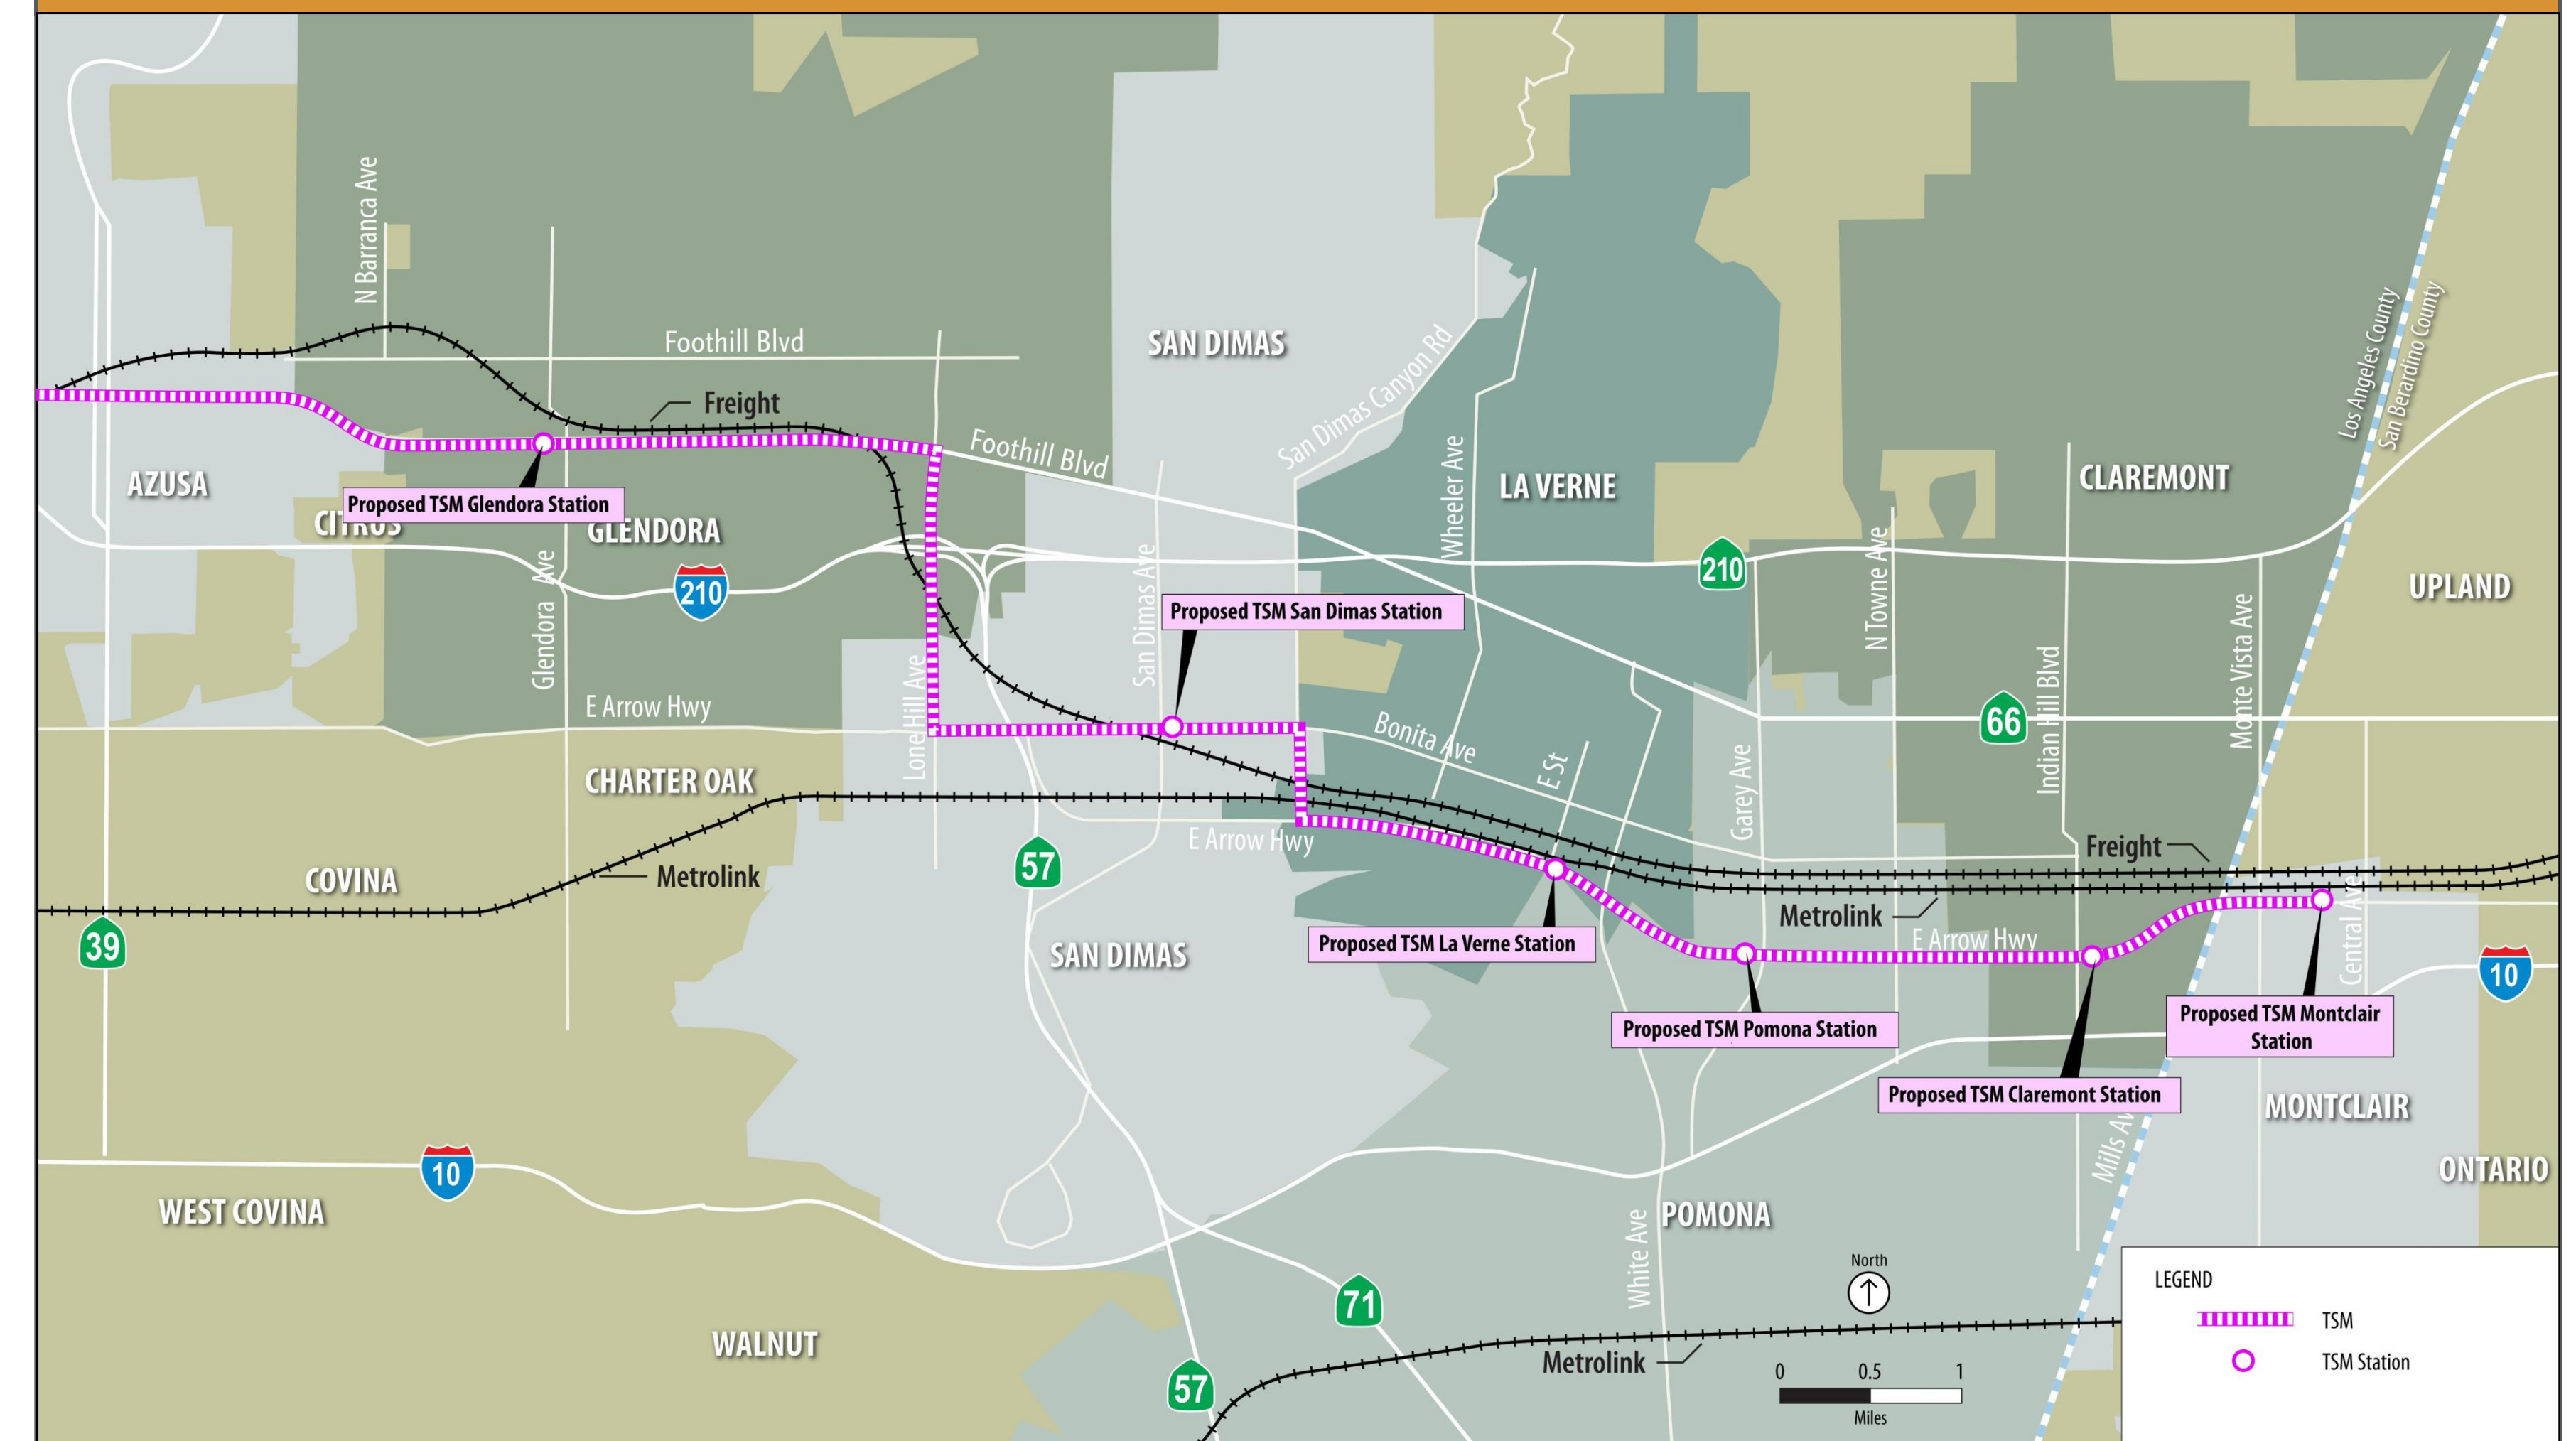 N Barranca Ave
Foothill Blvd
SAN DIMAS
San Dimas Canyon Rd
Los Angeles County
San Berardino County
Freight
Foothill Blvd
Wheeler Ave
LA VERNE
CLAREMONT
AZUSA
Proposed TSM Glendora Station
CITRUS
GLENDORA
210
210
Glendora Ave
San Dimas Ave
N Towne Ave
UPLAND
Proposed TSM San Dimas Station
Lone Hill Ave
E Arrow Hwy
Bonita Ave
E St
Garey Ave
66
Indian Hill Blvd
Monte Vista Ave
CHARTER OAK
E Arrow Hwy
57
Freight
COVINA
Metrolink
Metrolink
E Arrow Hwy
Central Ave
39
SAN DIMAS
Proposed TSM La Verne Station
10
Proposed TSM Pomona Station
Proposed TSM Montclair
Station
Proposed TSM Claremont Station
MONTCLAIR
Mills Av
10
ONTARIO
WEST COVINA
White Ave
POMONA
North
71
WALNUT
57
Metrolink
0 0.5 1
Miles
LEGEND
TSM
TSM Station